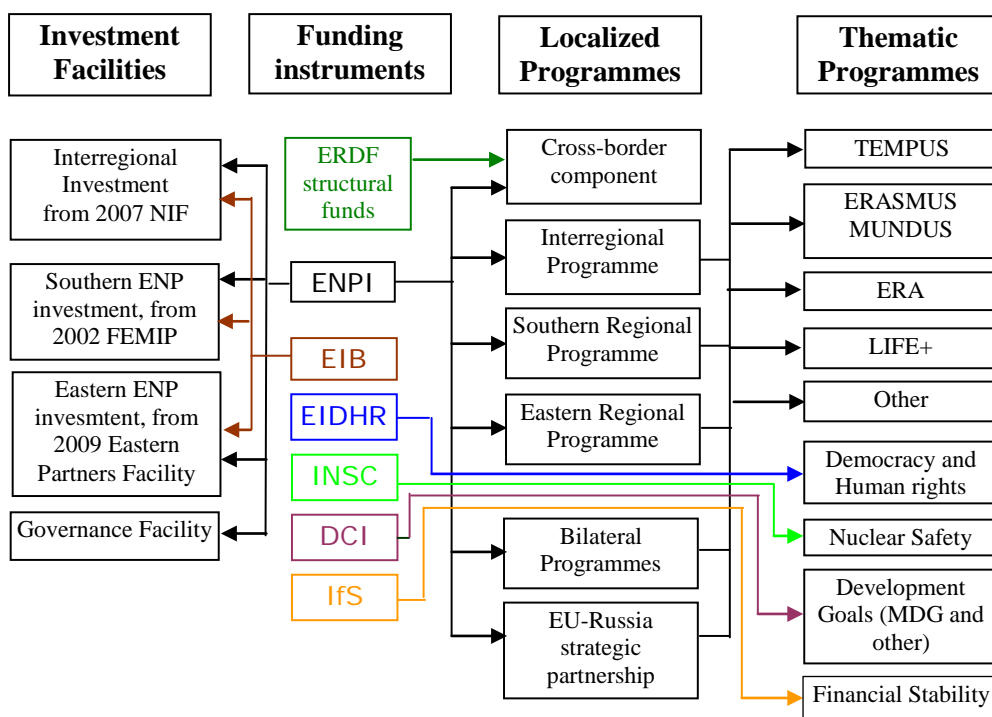 Investment
Facilities
Funding
instruments
Localized
Programmes
Thematic
Programmes
Interregional
Investment
from 2007 NIF
Southern ENP
investment, from
2002 FEMIP
Eastern ENP
invesmtent, from
2009 Eastern
Partners Facility
Governance Facility
ERDF
structural
funds
ENPI
EIB
EIDHR
INSC
DCI
IfS
Cross-border
component
Interregional
Programme
Southern Regional
Programme
Eastern Regional
Programme
Bilateral
Programmes
EU-Russia
strategic
partnership
TEMPUS
ERASMUS
MUNDUS
ERA
LIFE+
Other
Democracy and
Human rights
Nuclear Safety
Development
Goals (MDG and
other)
Financial Stability